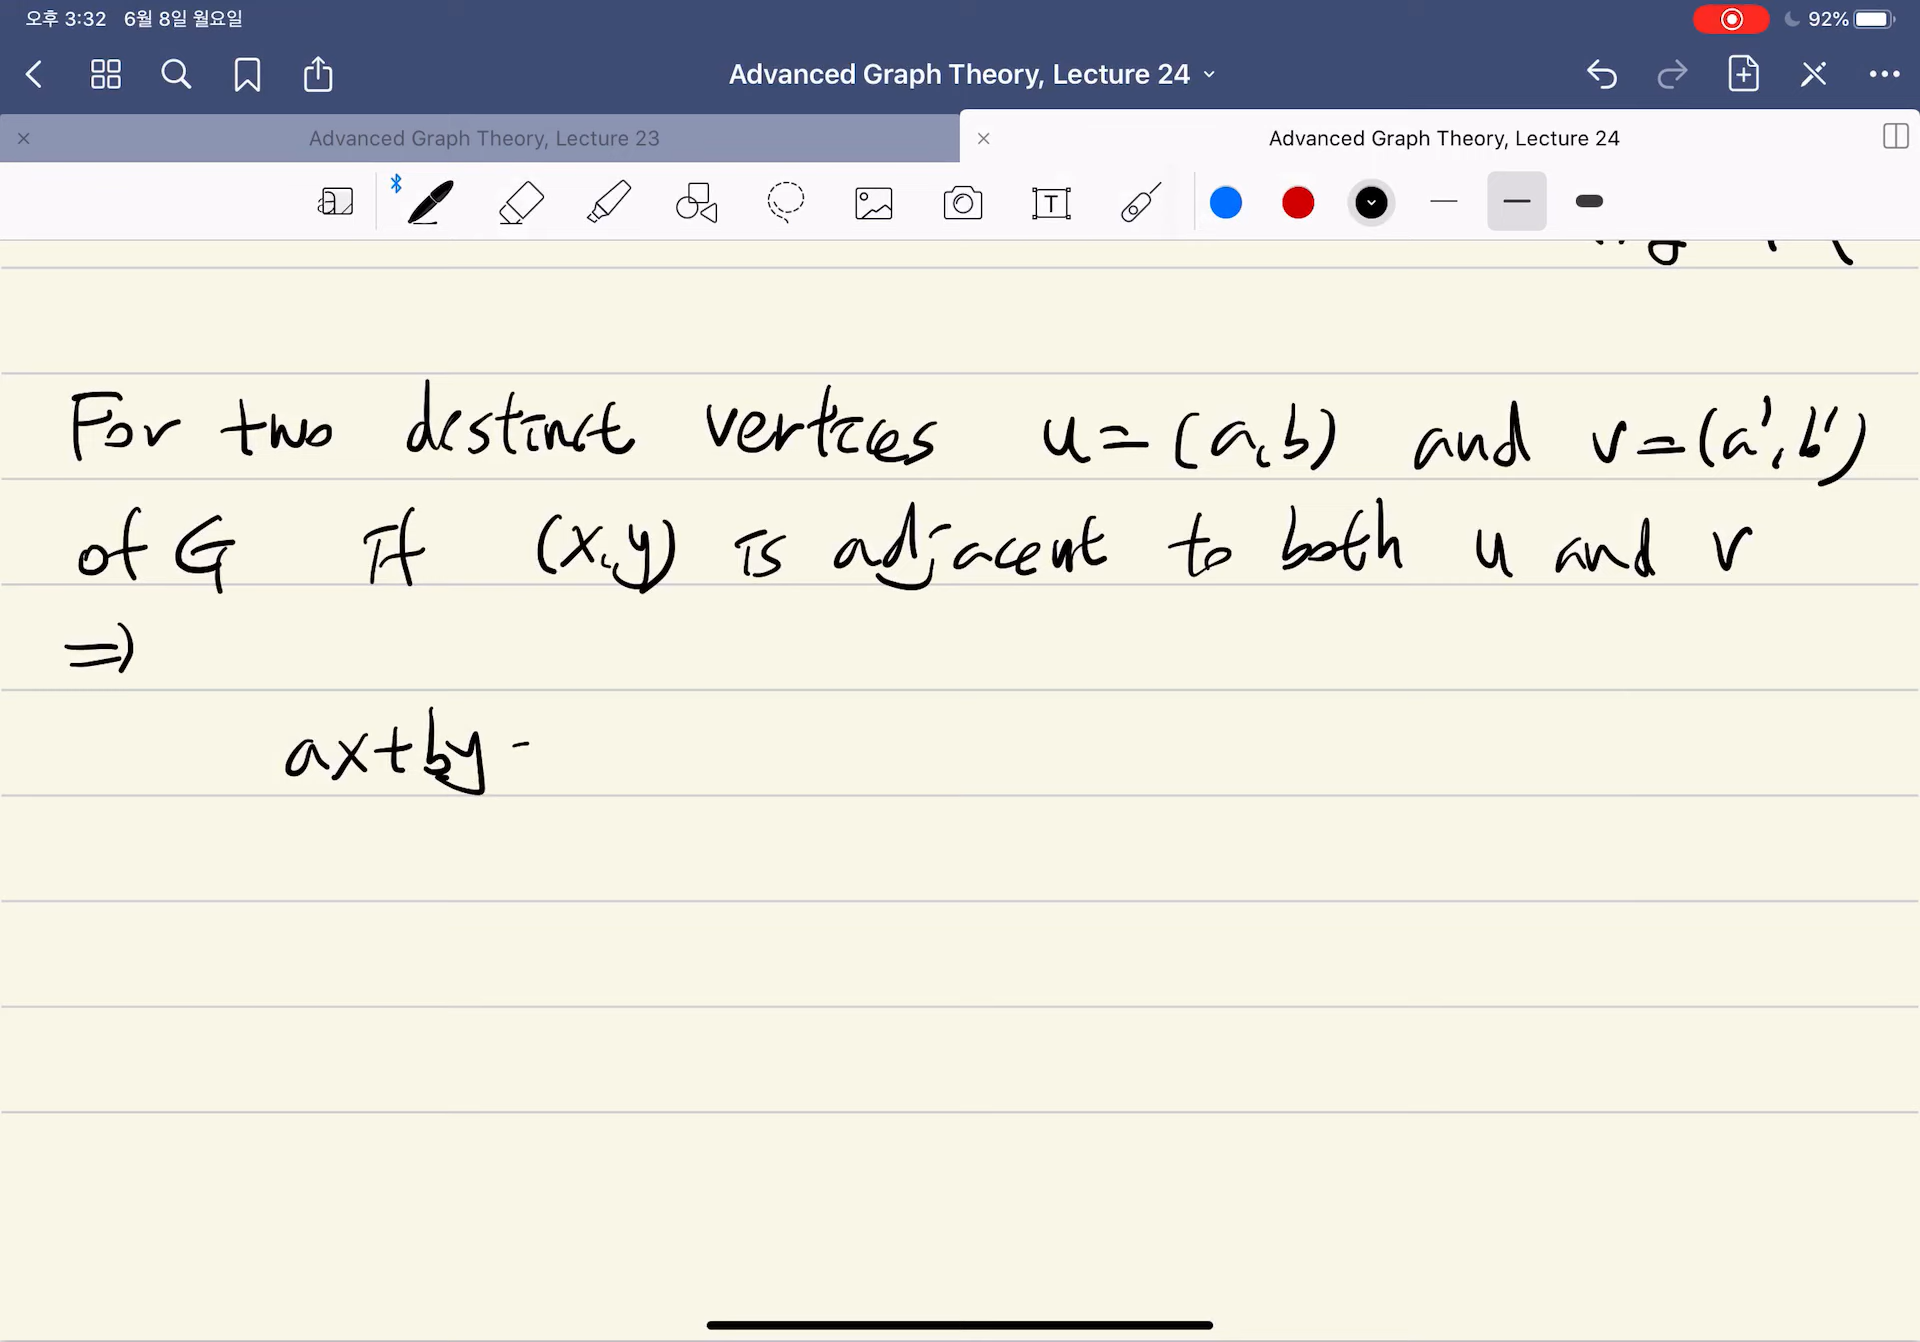 오후 3:32 6월 8일 월요일 92%
Advanced Graph Theory, Lecture 24
Advanced Graph Theory, Lecture 23 Advanced Graph Theory, Lecture 24
For two distinct vertices u=(a,b) and v=(a',b')
of G if (x,y) is adjacent to both u and v
⇒
ax+by -